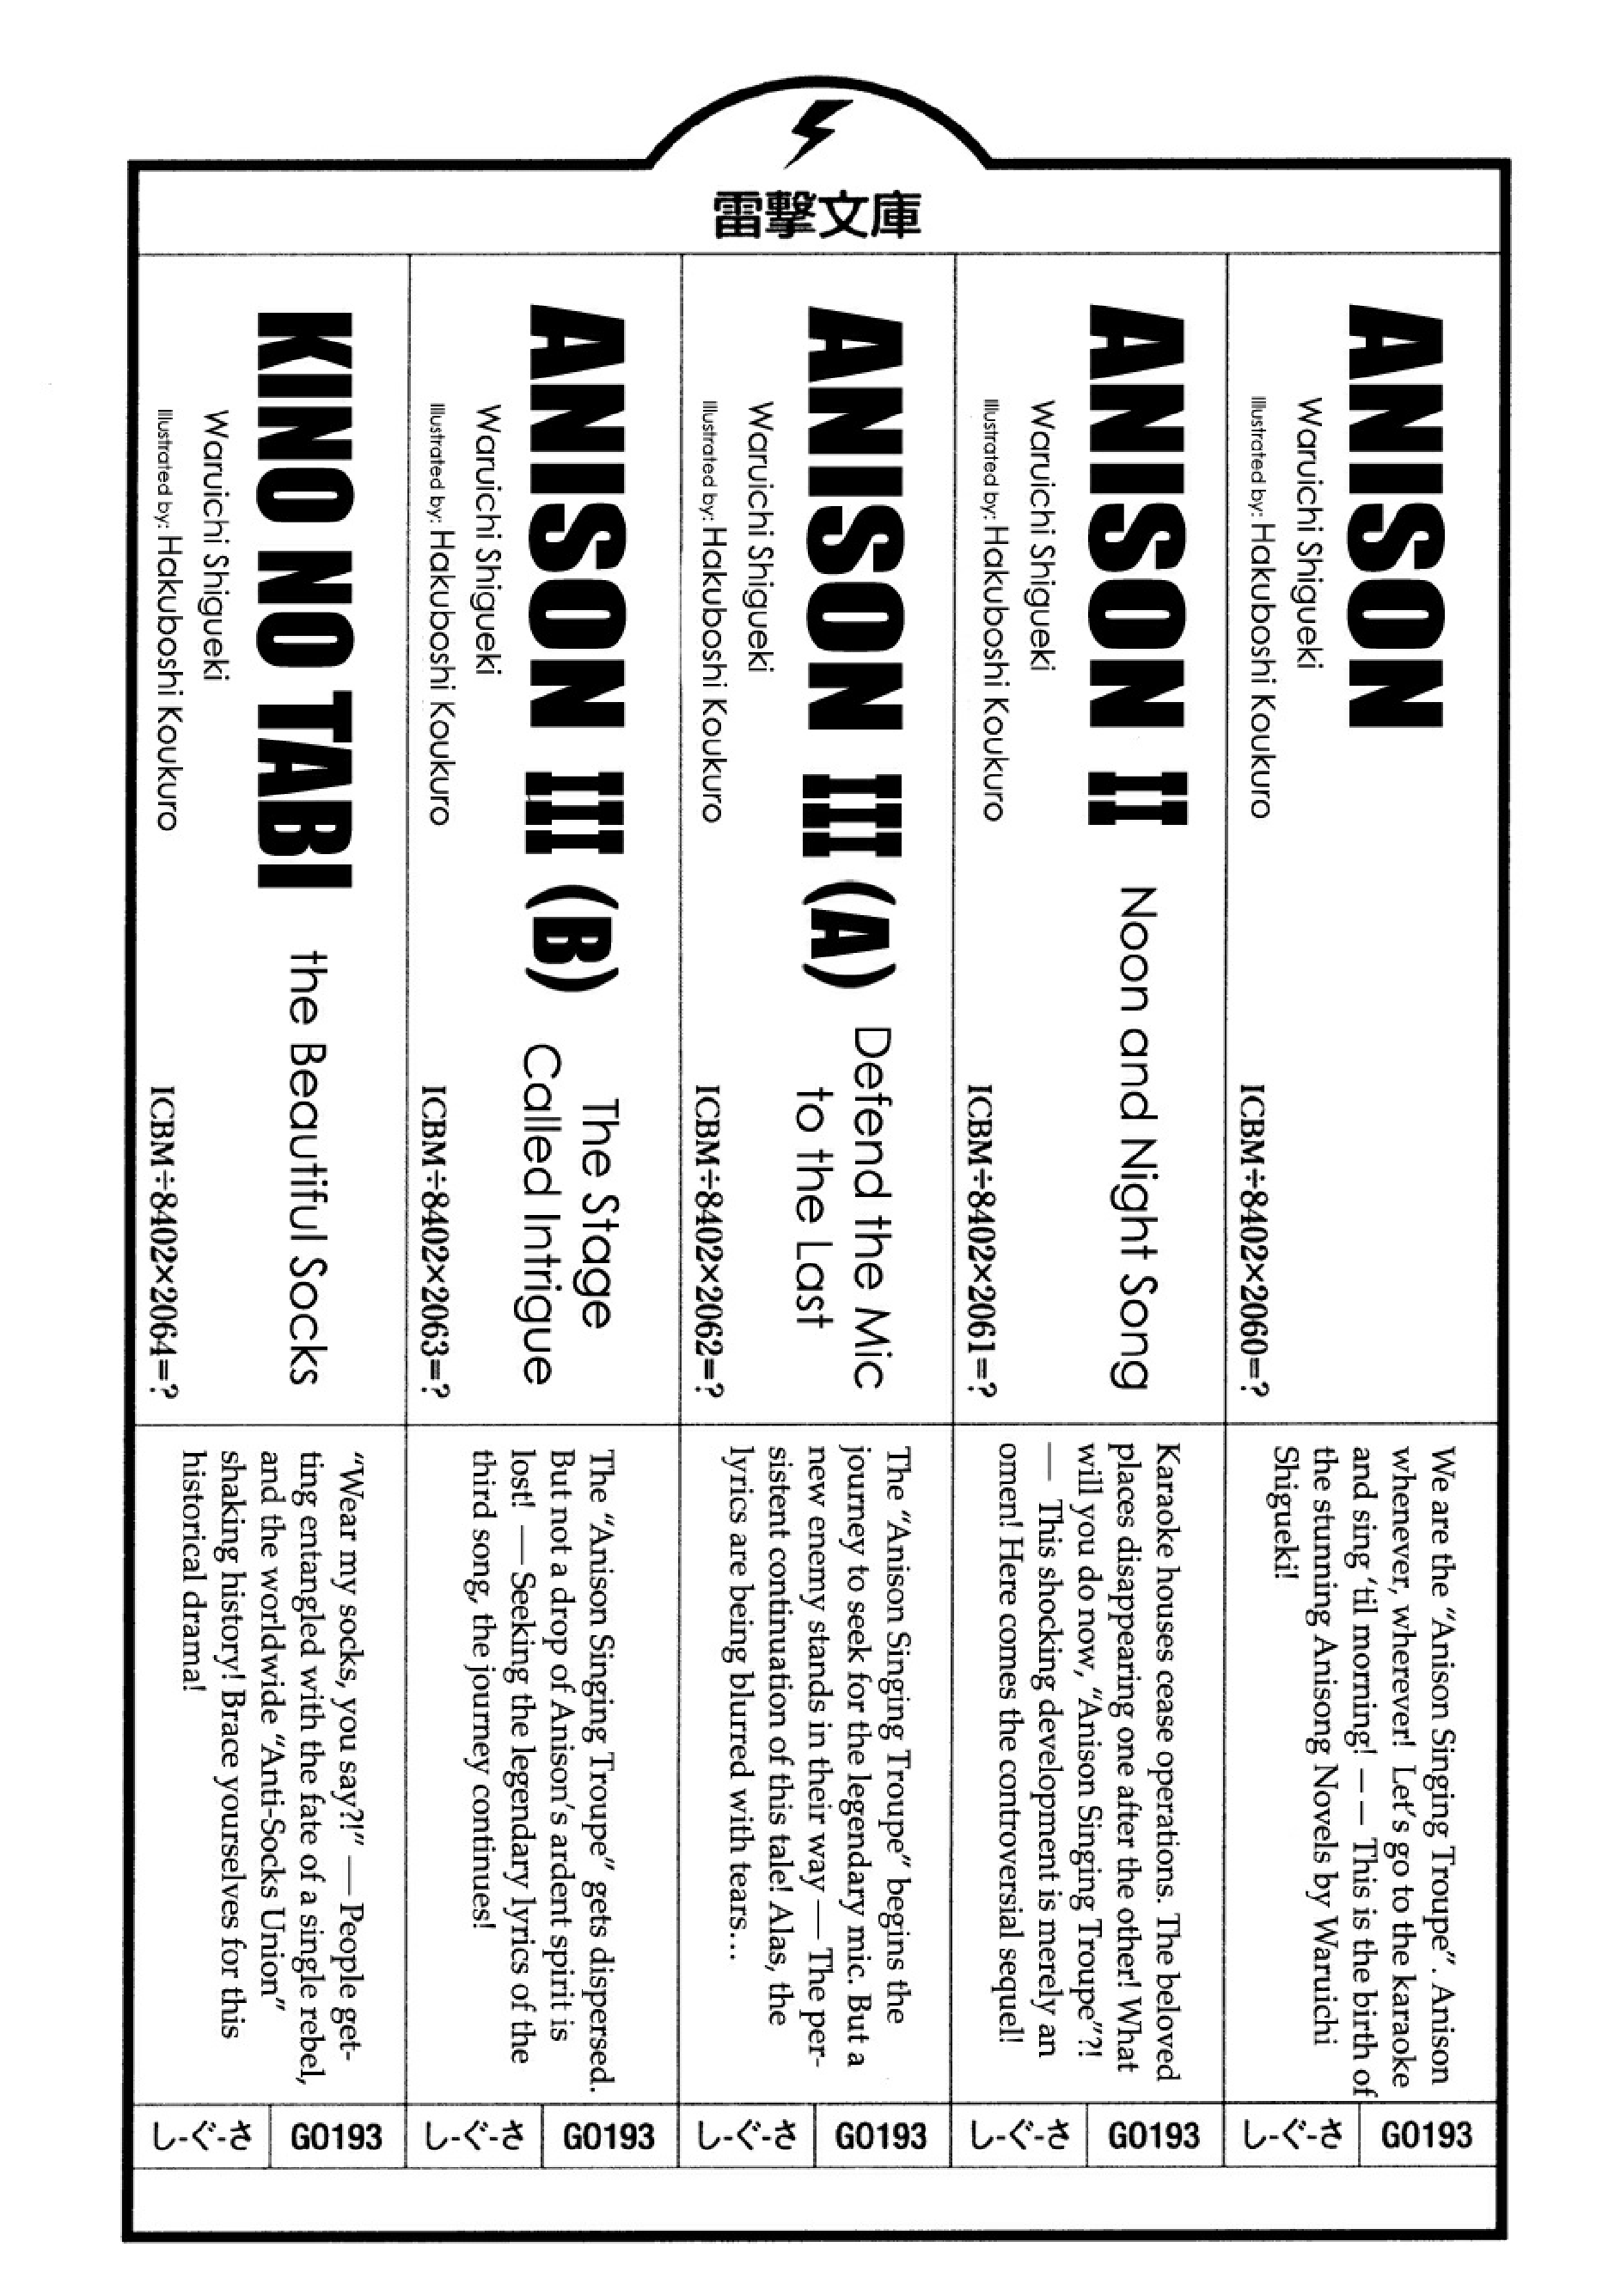 雷撃文庫
ANISON
Waruichi Shigueki
Illustrated by: Hakuboshi Koukuro
ICBM÷8402×2060=?
We are the “Anison Singing Troupe”. Anison
whenever, wherever! Let’s go to the karaoke
and sing ‘til morning! — — This is the birth of
the stunning Anisong Novels by Waruichi
Shigueki!
し-ぐ-さ
G0193
ANISON II
Noon and Night Song
Waruichi Shigueki
Illustrated by: Hakuboshi Koukuro
ICBM÷8402×2061=?
Karaoke houses cease operations. The beloved
places disappearing one after the other! What
will you do now, “Anison Singing Troupe”?!
— This shocking development is merely an
omen! Here comes the controversial sequel!
し-ぐ-さ
G0193
ANISON III (A)
Defend the Mic
to the Last
Waruichi Shigueki
Illustrated by: Hakuboshi Koukuro
ICBM÷8402×2062=?
The “Anison Singing Troupe” begins the
journey to seek for the legendary mic. But a
new enemy stands in their way — The per-
sistent continuation of this tale! Alas, the
lyrics are being blurred with tears...
し-ぐ-さ
G0193
ANISON III (B)
The Stage
Called Intrigue
Waruichi Shigueki
Illustrated by: Hakuboshi Koukuro
ICBM÷8402×2063=?
The “Anison Singing Troupe” gets dispersed.
But not a drop of Anison’s ardent spirit is
lost! — Seeking the legendary lyrics of the
third song, the journey continues!
し-ぐ-さ
G0193
KINO NO TABI
the Beautiful Socks
Waruichi Shigueki
Illustrated by: Hakuboshi Koukuro
ICBM÷8402×2064=?
“Wear my socks, you say?!” — People get-
ting entangled with the fate of a single rebel,
and the worldwide “Anti-Socks Union”
shaking history! Brace yourselves for this
historical drama!
し-ぐ-さ
G0193